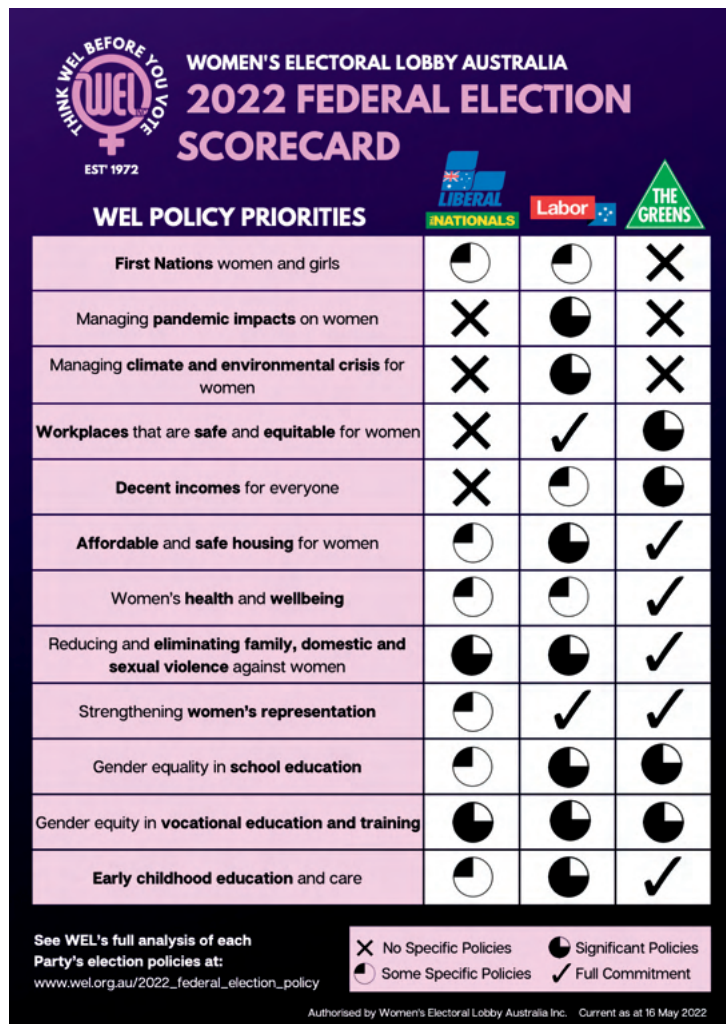 THINK WEL BEFORE YOU VOTE
WEL
EST' 1972
WOMEN'S ELECTORAL LOBBY AUSTRALIA
2022 FEDERAL ELECTION
SCORECARD
WEL POLICY PRIORITIES
LIBERAL
NATIONALS
Labor
THE
GREENS
First Nations women and girls
Managing pandemic impacts on women
Managing climate and environmental crisis for
women
Workplaces that are safe and equitable for women
Decent incomes for everyone
Affordable and safe housing for women
Women's health and wellbeing
Reducing and eliminating family, domestic and
sexual violence against women
Strengthening women's representation
Gender equality in school education
Gender equity in vocational education and training
Early childhood education and care
See WEL's full analysis of each
Party's election policies at:
www.wel.org.au/2022_federal_election_policy
No Specific Policies
Significant Policies
Some Specific Policies
Full Commitment
Authorised by Women's Electoral Lobby Australia Inc. Current as at 16 May 2022